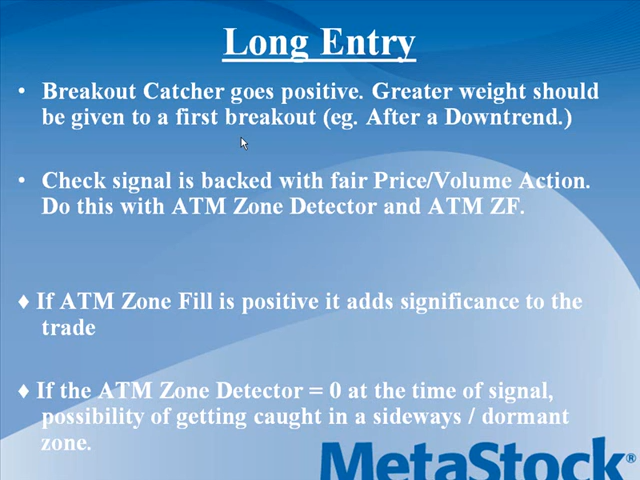 Long Entry
• Breakout Catcher goes positive. Greater weight should
be given to a first breakout (eg. After a Downtrend.)
• Check signal is backed with fair Price/Volume Action.
Do this with ATM Zone Detector and ATM ZF.
♦ If ATM Zone Fill is positive it adds significance to the
trade
♦ If the ATM Zone Detector = 0 at the time of signal,
possibility of getting caught in a sideways / dormant
zone.
MetaStock®